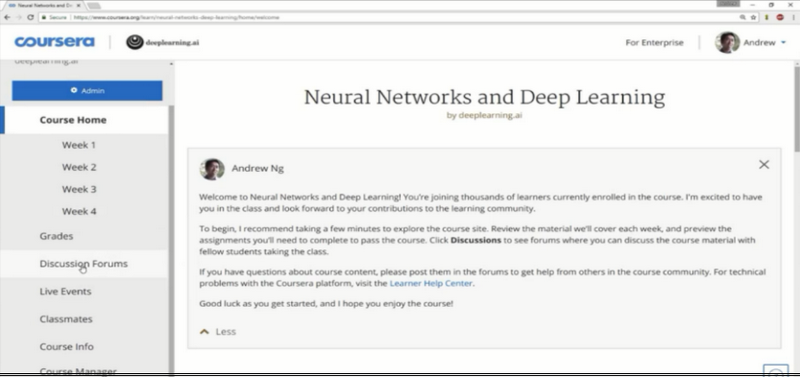 Neural Networks and De
Secure | https://www.coursera.org/learn/neural-networks-deep-learning/home/welcome
coursera | deeplearning.ai
For Enterprise
Andrew
deeplearning.ai
Admin
Course Home
Week 1
Week 2
Week 3
Week 4
Grades
Discussion Forums
Live Events
Classmates
Course Info
Course Manager
Neural Networks and Deep Learning
by deeplearning.ai
Andrew Ng
Welcome to Neural Networks and Deep Learning! You're joining thousands of learners currently enrolled in the course. I'm excited to have
you in the class and look forward to your contributions to the learning community.
To begin, I recommend taking a few minutes to explore the course site. Review the material we'll cover each week, and preview the
assignments you'll need to complete to pass the course. Click Discussions to see forums where you can discuss the course material with
fellow students taking the class.
If you have questions about course content, please post them in the forums to get help from others in the course community. For technical
problems with the Coursera platform, visit the Learner Help Center.
Good luck as you get started, and I hope you enjoy the course!
Less